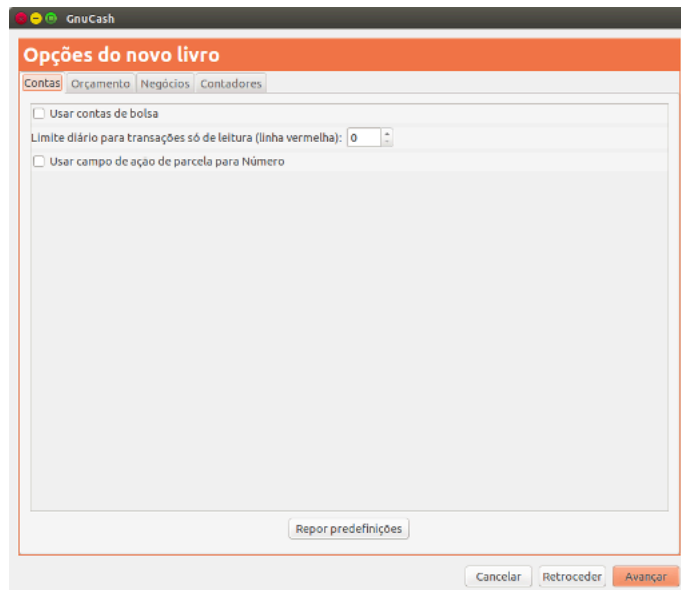 GnuCash
Opções do novo livro
Contas Orçamento Negócios Contadores
Usar contas de bolsa
Limite diário para transações só de leitura (linha vermelha): 0
Usar campo de ação de parcela para Número
Repor predefinições
Cancelar Retroceder Avançar